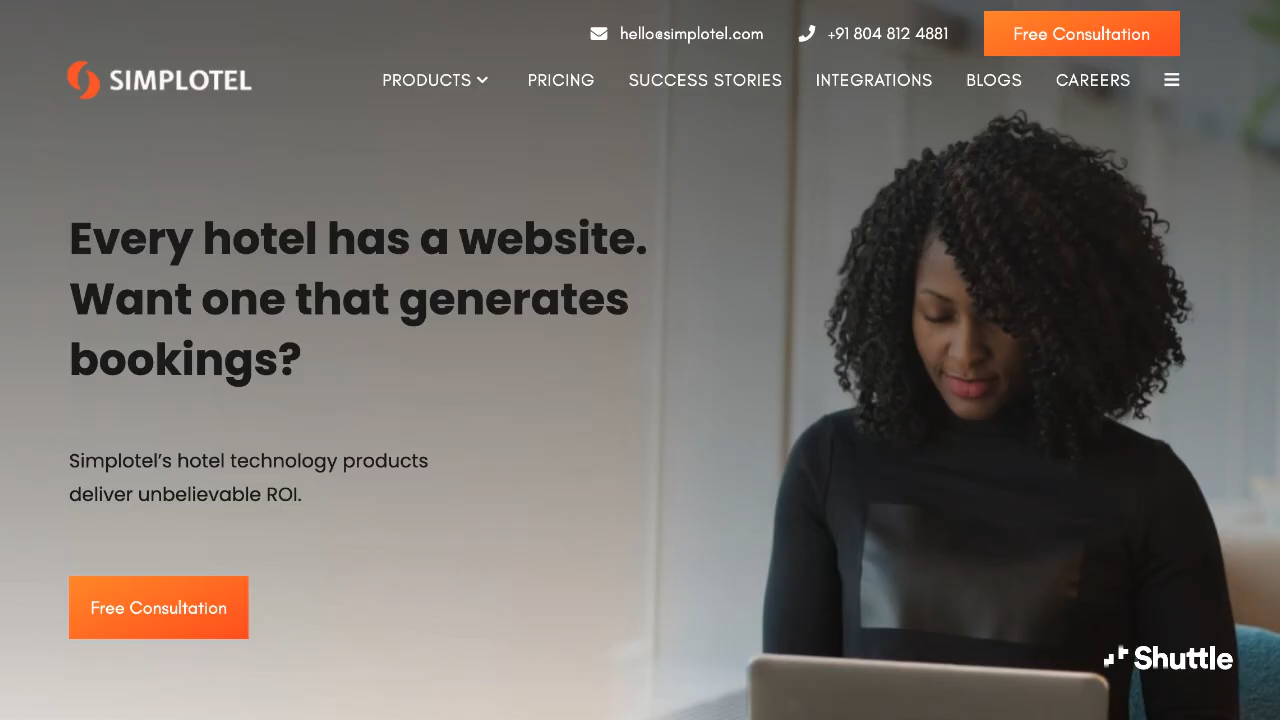 hello@simplotel.com
+91 804 812 4881
Free Consultation
SIMPLOTEL
PRODUCTS
PRICING
SUCCESS STORIES
INTEGRATIONS
BLOGS
CAREERS
Every hotel has a website.
Want one that generates
bookings?
Simplotel’s hotel technology products
deliver unbelievable ROI.
Free Consultation
Shuttle